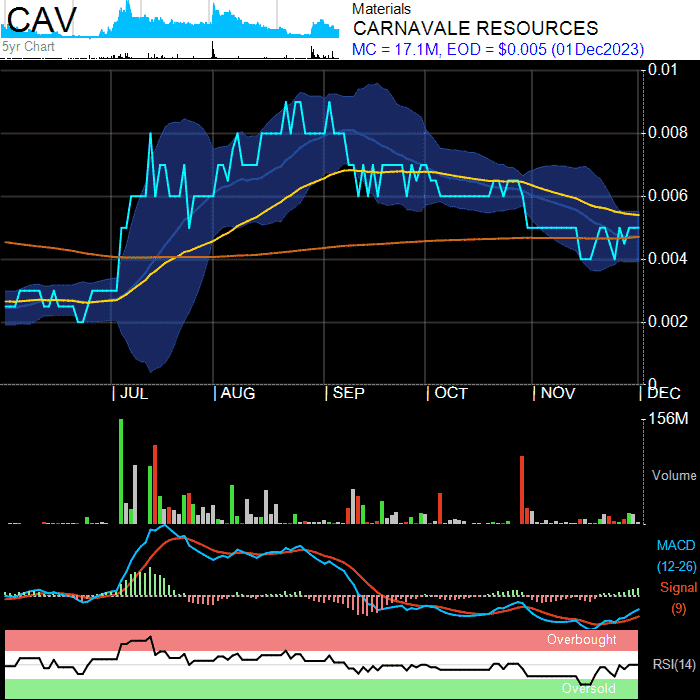 CAV
5yr Chart
Materials
CARNAVALE RESOURCES
MC = 17.1M, EOD = $0.005 (01Dec2023)
0.01
0.008
0.006
0.004
0.002
0
JUL
AUG
SEP
OCT
NOV
DEC
156M
Volume
MACD
(12-26)
Signal
(9)
Overbought
RSI(14)
Oversold